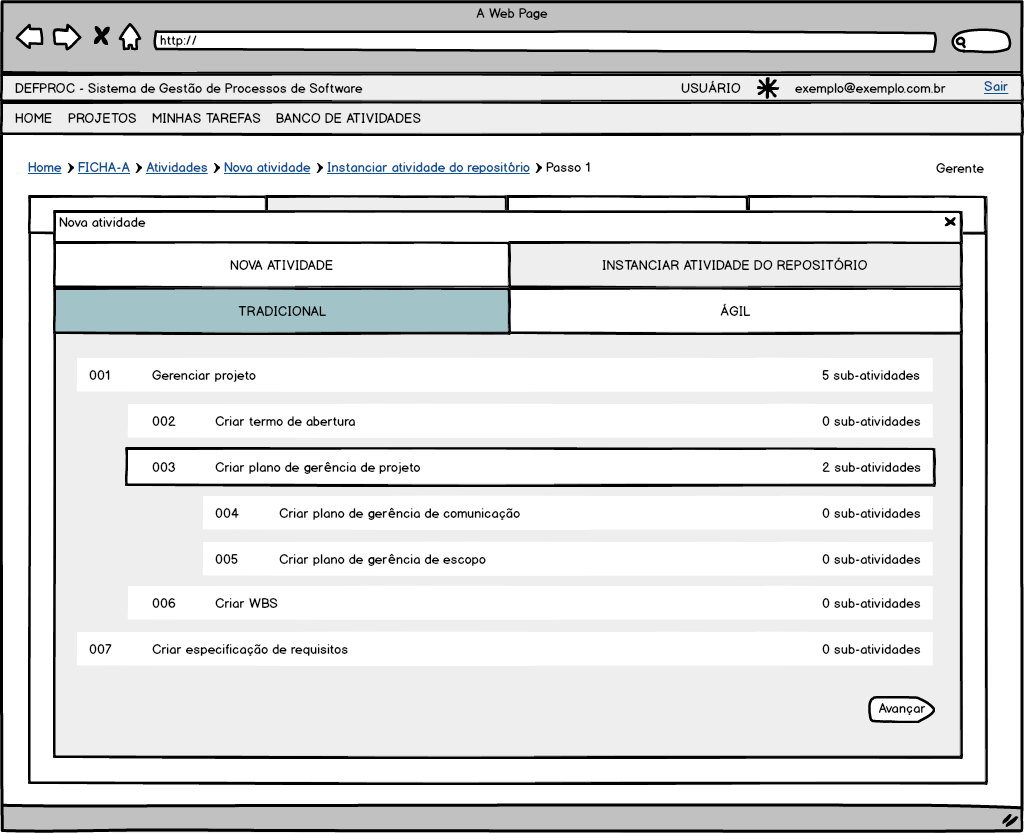 A Web Page
http://
DEFPROC - Sistema de Gestão de Processos de Software USUÁRIO exemplo@exemplo.com.br Sair
HOME PROJETOS MINHAS TAREFAS BANCO DE ATIVIDADES
Home FICHA-A Atividades Nova atividade Instanciar atividade do repositório Passo 1 Gerente
Nova atividade
NOVA ATIVIDADE INSTANCIAR ATIVIDADE DO REPOSITÓRIO
TRADICIONAL ÁGIL
001 Gerenciar projeto 5 sub-atividades
002 Criar termo de abertura 0 sub-atividades
003 Criar plano de gerência de projeto 2 sub-atividades
004 Criar plano de gerência de comunicação 0 sub-atividades
005 Criar plano de gerência de escopo 0 sub-atividades
006 Criar WBS 0 sub-atividades
007 Criar especificação de requisitos 0 sub-atividades
Avançar